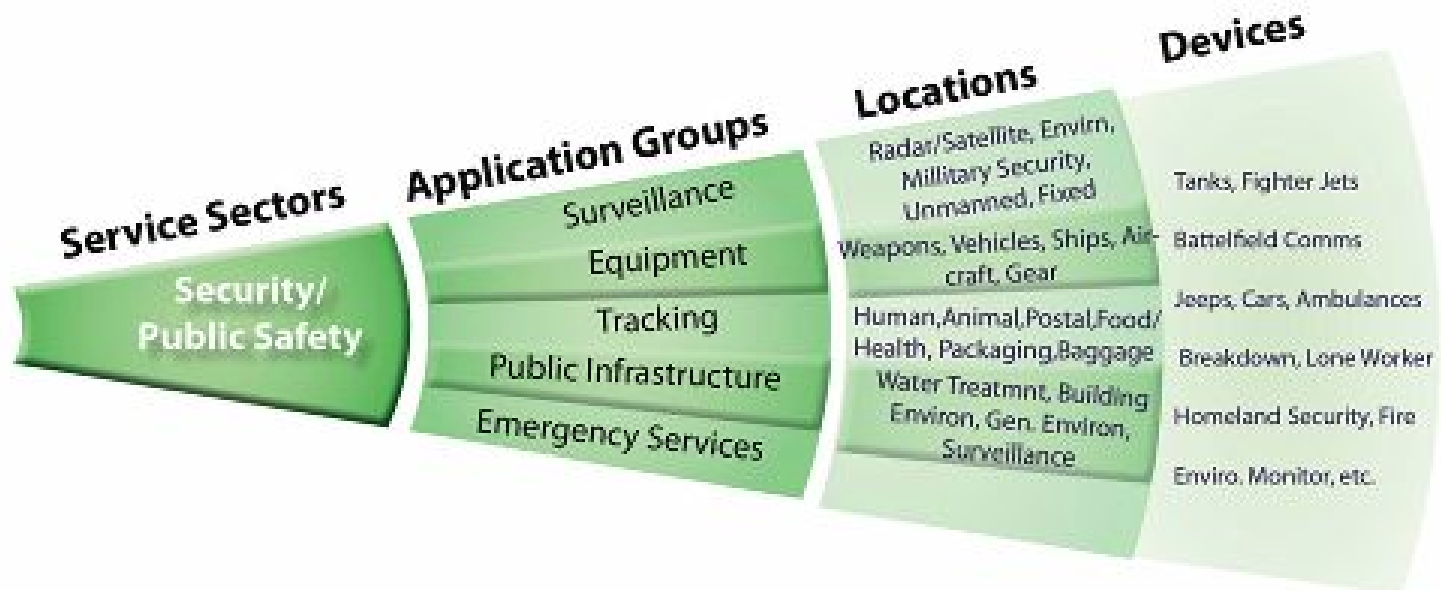 Service Sectors
Security/
Public Safety
Application Groups
Surveillance
Equipment
Tracking
Public Infrastructure
Emergency Services
Locations
Radar/Satellite, Envirn,
Millitary Security,
Unmanned, Fixed
Weapons, Vehicles, Ships, Air-
craft, Gear
Human,Animal,Postal,Food/
Health, Packaging,Baggage
Water Treatmnt, Building
Environ, Gen. Environ,
Surveillance
Devices
Tanks, Fighter Jets
Battelfield Comms
Jeeps, Cars, Ambulances
Breakdown, Lone Worker
Homeland Security, Fire
Enviro. Monitor, etc.